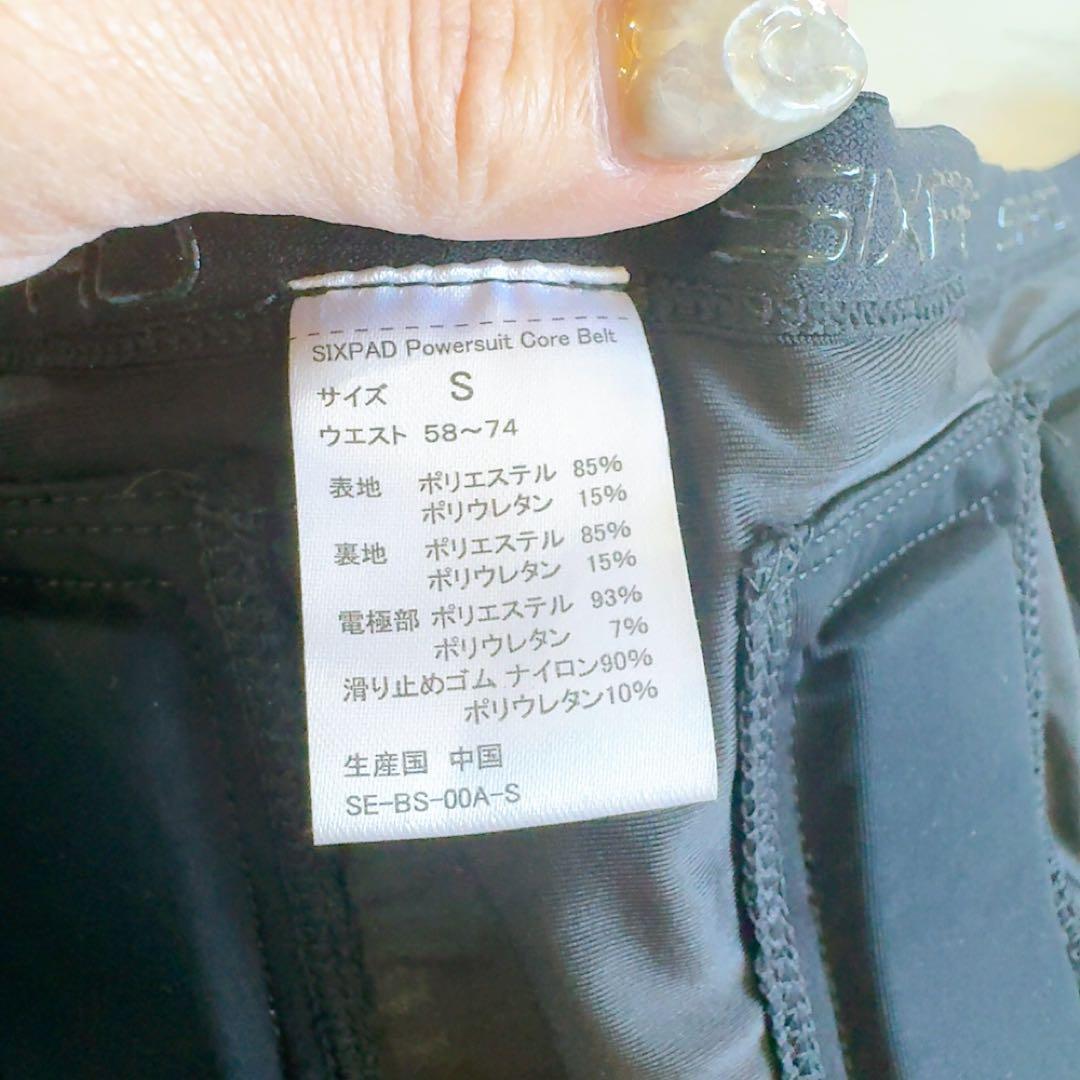 SIXPAD Powersuit Core Belt
サイズ S
ウエスト 58～74
表地 ポリエステル 85%
ポリウレタン 15%
裏地 ポリエステル 85%
ポリウレタン 15%
電極部 ポリエステル 93%
ポリウレタン 7%
滑り止めゴム ナイロン90%
ポリウレタン10%
生産国 中国
SE-BS-00A-S